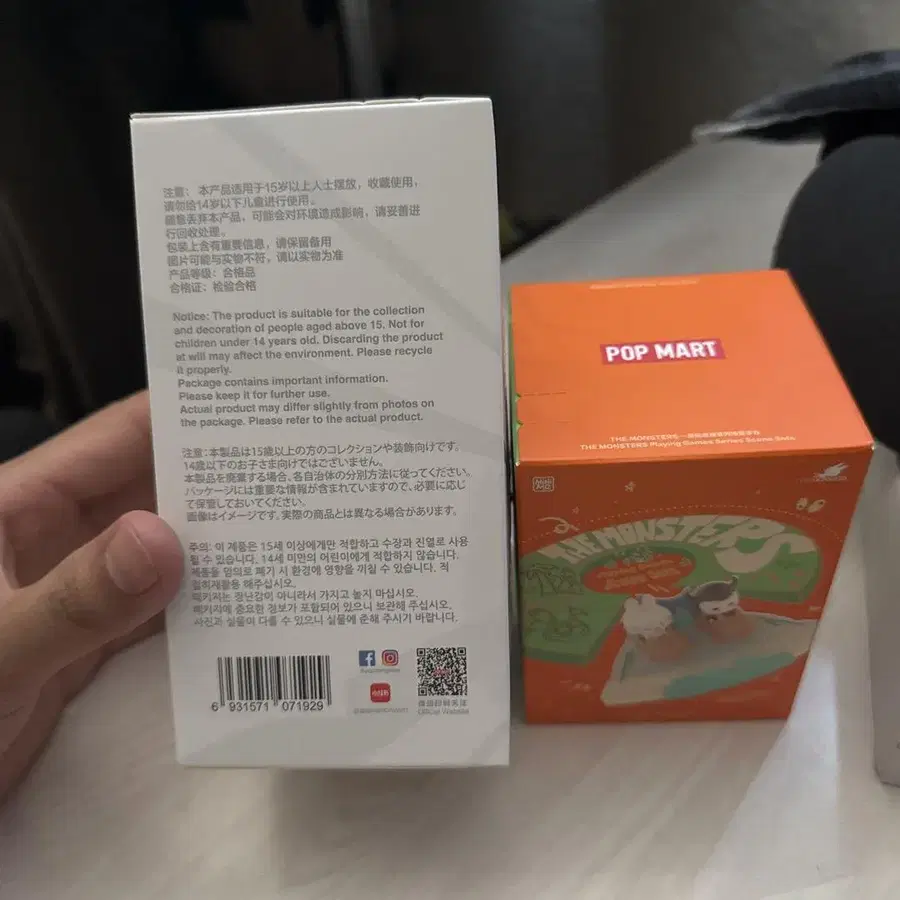 注意： 本产品适用于15岁以上人士摆放，收藏使用，
请勿给14岁以下儿童进行使用。
随意丢弃本产品，可能会对环境造成影响，请妥善进
行回收处理。
包装上含有重要信息，请保留备用
图片可能与实物不符，请以实物为准
产品等级：合格品
合格证：检验合格
Notice: The product is suitable for the collection
and decoration of people aged above 15. Not for
children under 14 years old. Discarding the product
at will may affect the environment. Please recycle
it properly.
Package contains important information.
Please keep it for further use.
Actual product may differ slightly from photos on
the package. Please refer to the actual product.
注意:本製品は15歳以上の方のコレクションや装飾向けです。
14歳以下のお子さま向けではございません。
本製品を廃棄する場合、各自治体の分別方法に従ってください。
パッケージには重要な情報が含まれていますので、必要に応じ
て保管しておいてください。
画像はイメージです。実際の商品とは異なる場合があります。
주의: 이 제품은 15세 이상에게만 적합하고 수장과 진열로 사용
될 수 있습니다. 14세 미만의 어린이에게 적합하지 않습니다.
제품을 임의로 폐기 시 환경에 영향을 끼칠 수 있습니다. 적
절히재활용 해주십시오.
패키지는 장난감이 아니라서 가지고 놀지 마십시오.
패키지에 중요한 정보가 포함되어 있으니 보관해 주십시오.
사진과 실물이 다를 수 있으니 실물에 준해 주시기 바랍니다.
6 931571 071929
小红书
Official Website
POP MART
THE MONSTERS
THE MONSTERS Playing Games Series Scene Sets
THE MONSTERS